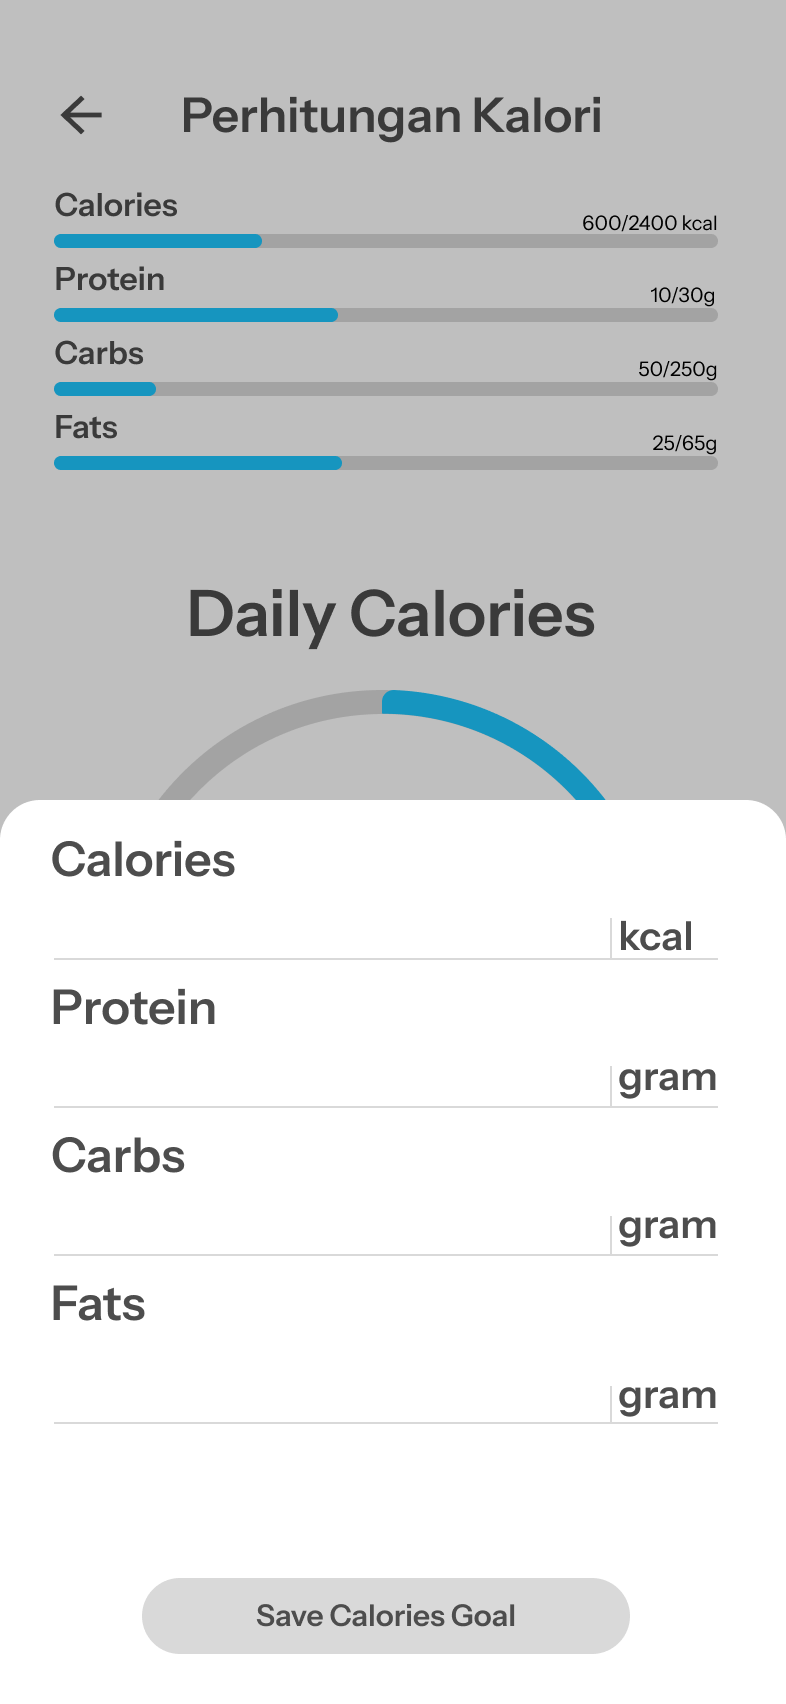 Perhitungan Kalori
Calories
600/2400 kcal
Protein
10/30g
Carbs
50/250g
Fats
25/65g
Daily Calories
Calories
kcal
Protein
gram
Carbs
gram
Fats
gram
Save Calories Goal